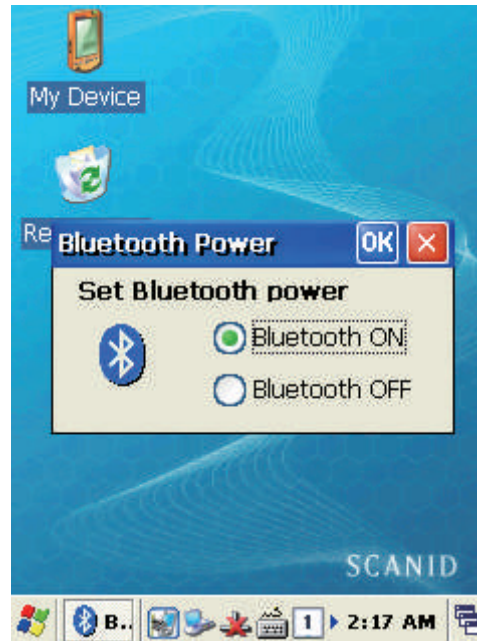 My Device
Re
Bluetooth Power OK
Set Bluetooth power
Bluetooth ON
Bluetooth OFF
SCANID
B.. 1 2:17 AM